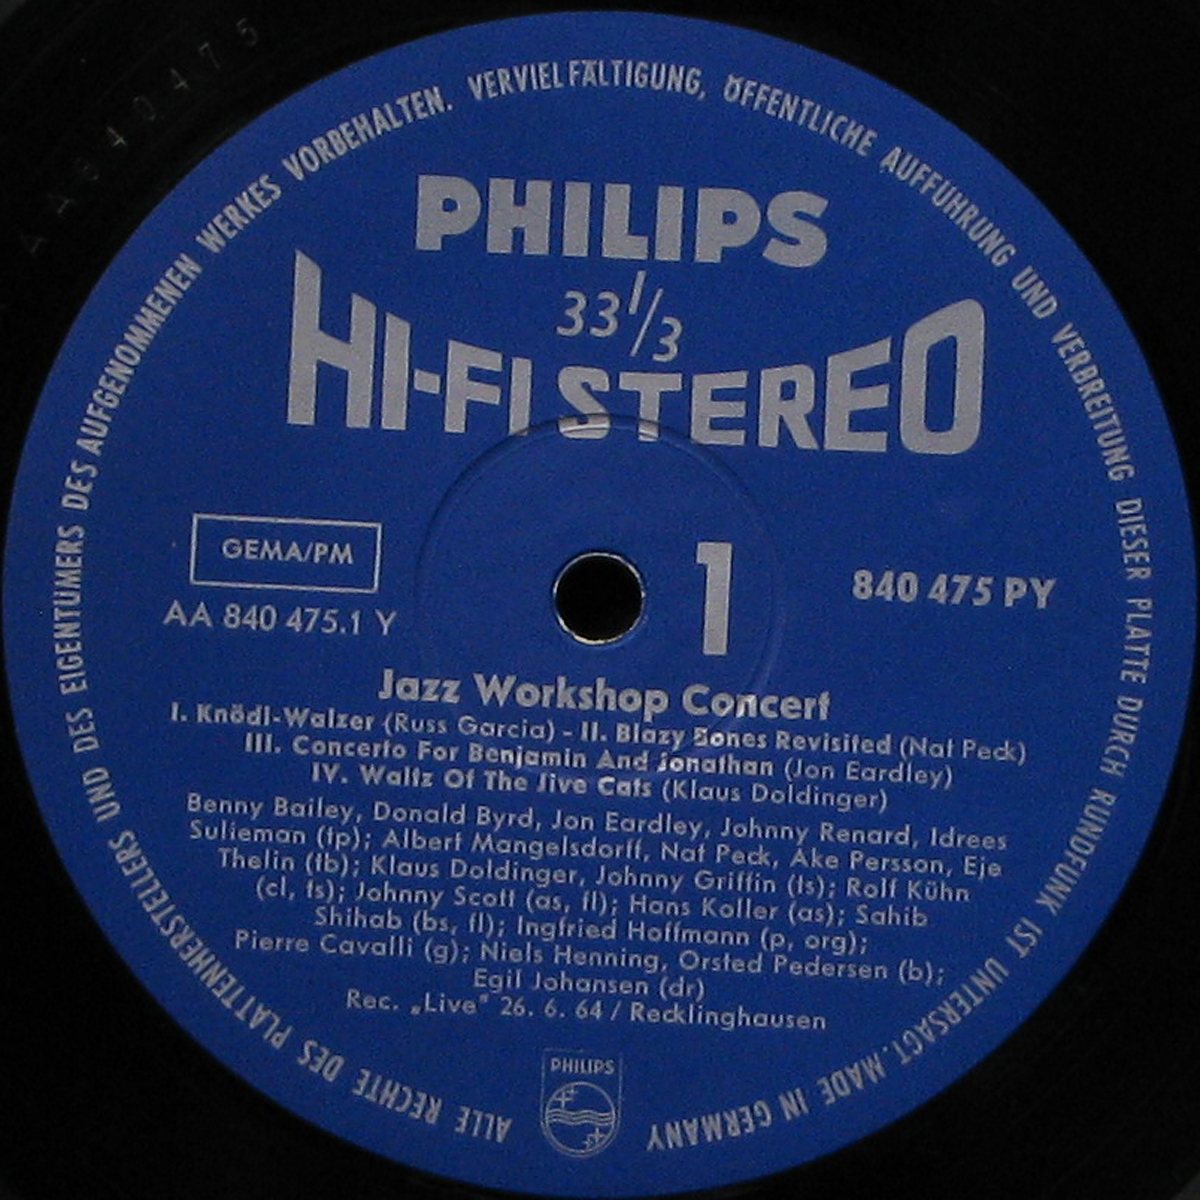 ALLE RECHTE DES PLATTENHERSTELLERS UND DES EIGENTÜMERS DES AUFGENOMMENEN WERKES VORBEHALTEN. VERVIELFÄLTIGUNG, ÖFFENTLICHE AUFFÜHRUNG UND VERBREITUNG DIESER PLATTE DURCH RUNDFUNK IST UNTERSAGT. MADE IN GERMANY
PHILIPS
33 1/3
HI-FI STEREO
GEMA/PM
AA 840 475.1 Y
1
840 475 PY
Jazz Workshop Concert
I. Knödl-Walzer (Russ Garcia) - II. Blazy Bones Revisited (Nat Peck)
III. Concerto For Benjamin And Jonathan (Jon Eardley)
IV. Waltz Of The Jive Cats (Klaus Doldinger)
Benny Bailey, Donald Byrd, Jon Eardley, Johnny Renard, Idrees
Sulieman (tp); Albert Mangelsdorff, Nat Peck, Åke Persson, Eje
Thelin (tb); Klaus Doldinger, Johnny Griffin (ts); Rolf Kühn
(cl, ts); Johnny Scott (as, fl); Hans Koller (as); Sahib
Shihab (bs, fl); Ingfried Hoffmann (p, org);
Pierre Cavalli (g); Niels Henning, Orsted Pedersen (b);
Egil Johansen (dr)
Rec. „Live" 26. 6. 64 / Recklinghausen
PHILIPS